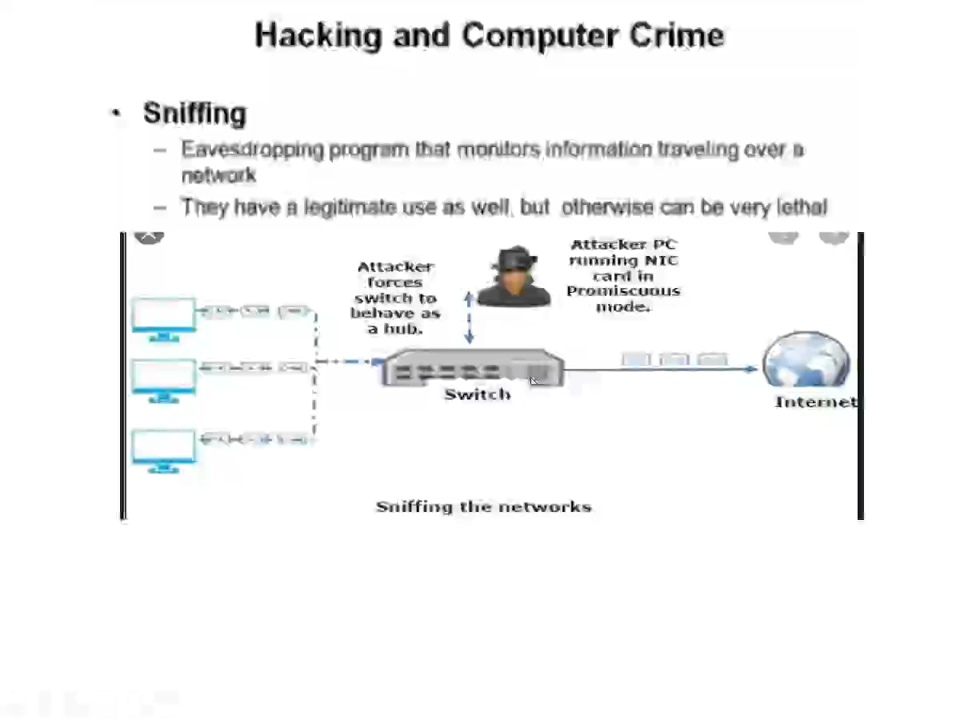 Hacking and Computer Crime
• Sniffing
– Eavesdropping program that monitors information traveling over a
network
– They have a legitimate use as well, but otherwise can be very lethal
Attacker
forces
switch to
behave as
a hub.
Attacker PC
running NIC
card in
Promiscuous
mode.
Switch
Internet
Sniffing the networks